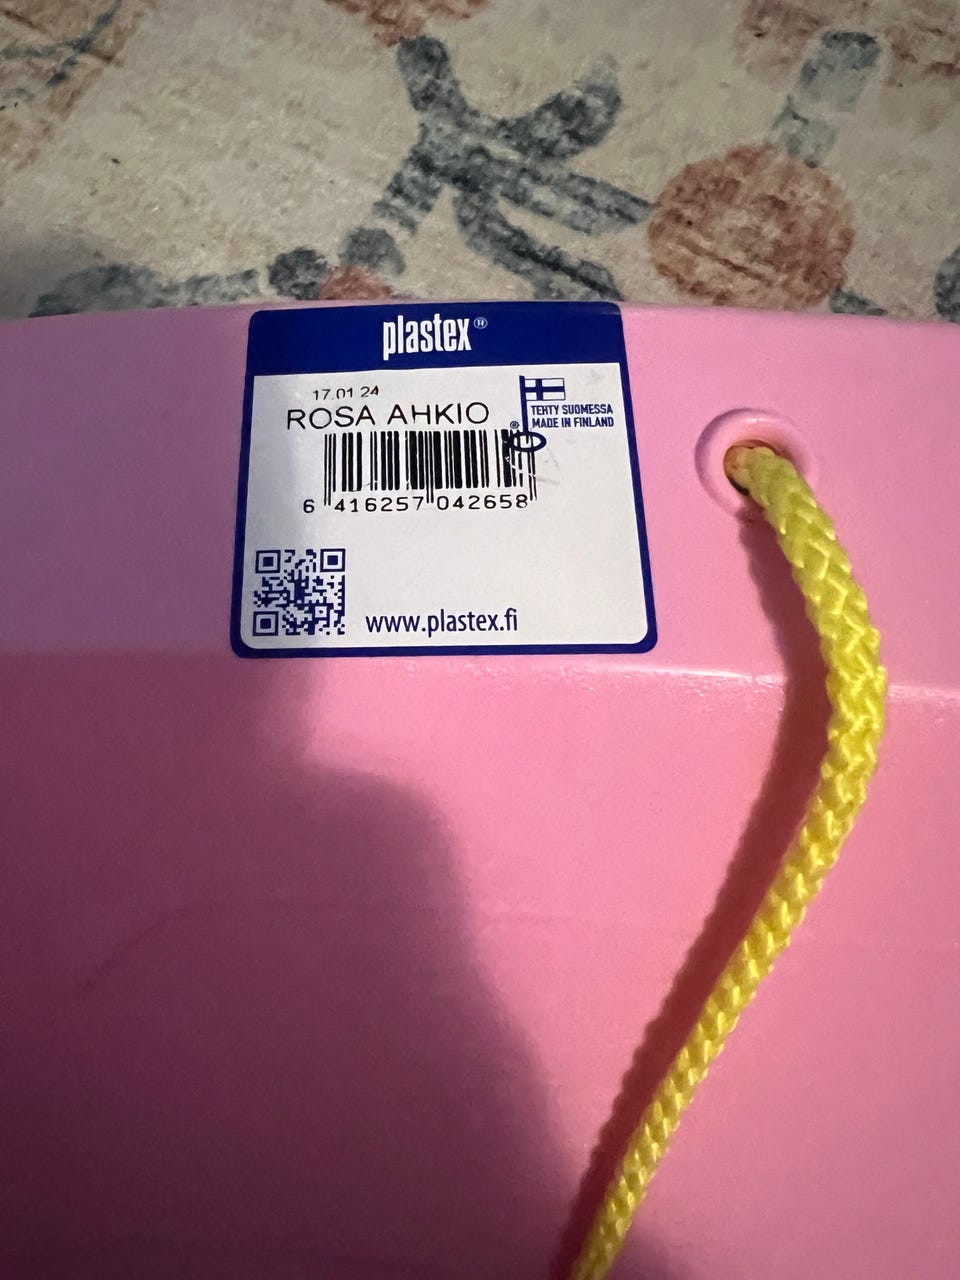 plastex®
17.01 24
ROSA AHKIO
TEHTY SUOMESSA
MADE IN FINLAND
®
6 416257 042658
www.plastex.fi